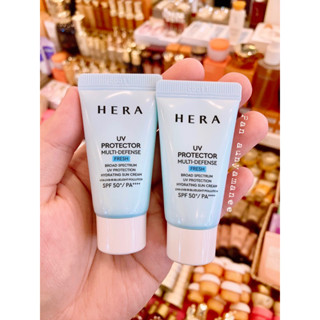 HERA
UV
PROTECTOR
MULTI-DEFENSE
FRESH
BROAD SPECTRUM
UV PROTECTION
HYDRATING SUN CREAM
SPF 50+/ PA++++
HERA
UV
PROTECTOR
MULTI-DEFENSE
FRESH
BROAD SPECTRUM
UV PROTECTION
HYDRATING SUN CREAM
SPF 50+/ PA++++